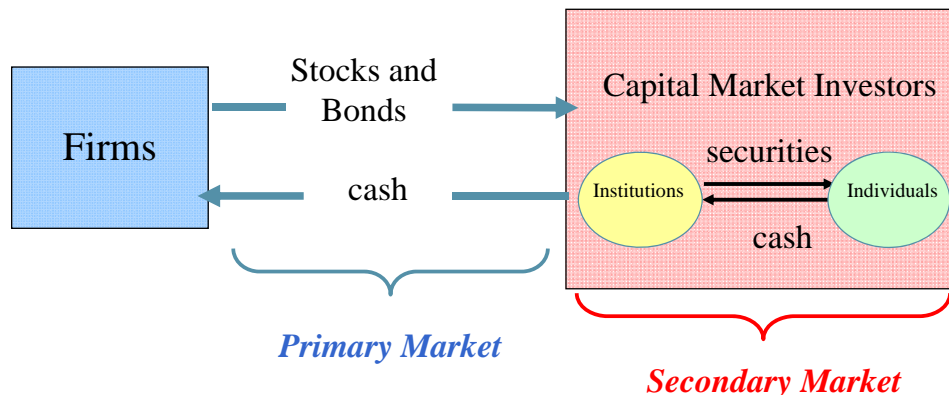 Firms
Stocks and
Bonds
cash
Capital Market Investors
securities
Institutions
Individuals
cash
Primary Market
Secondary Market